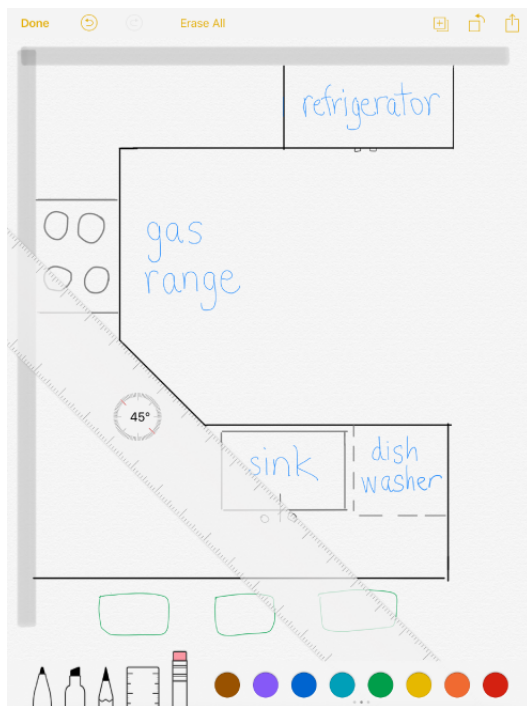 Done
Erase All
refrigerator
gas
range
45°
sink
dish
washer